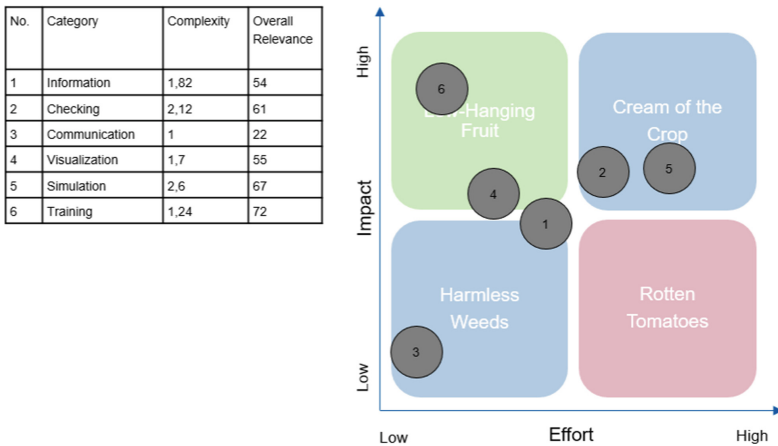 No. Category Complexity Overall Relevance
1 Information 1,82 54
2 Checking 2,12 61
3 Communication 1 22
4 Visualization 1,7 55
5 Simulation 2,6 67
6 Training 1,24 72
High
Impact
Low
6
-Hanging
Fruit
Cream of the
Crop
2
5
4
1
Harmless
Weeds
3
Rotten
Tomatoes
Low
Effort
High